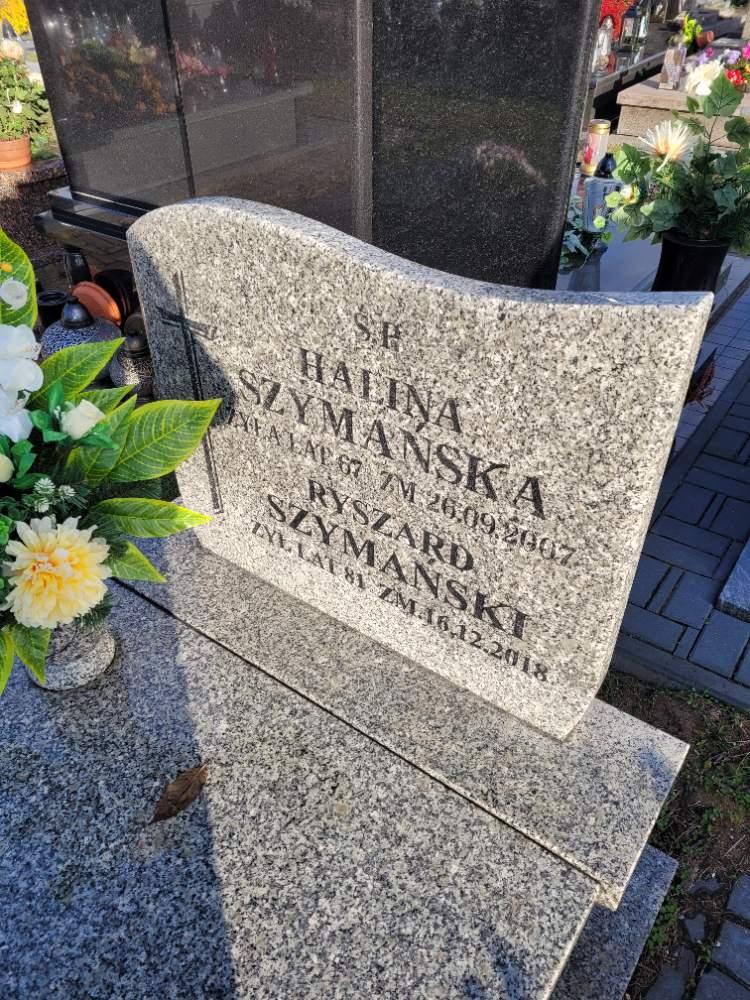 Ś.P.
HALINA
SZYMAŃSKA
ŻYŁA LAT 67 ZM. 26.09.2007
RYSZARD
SZYMAŃSKI
ŻYŁ LAT 81 ZM. 16.12.2018